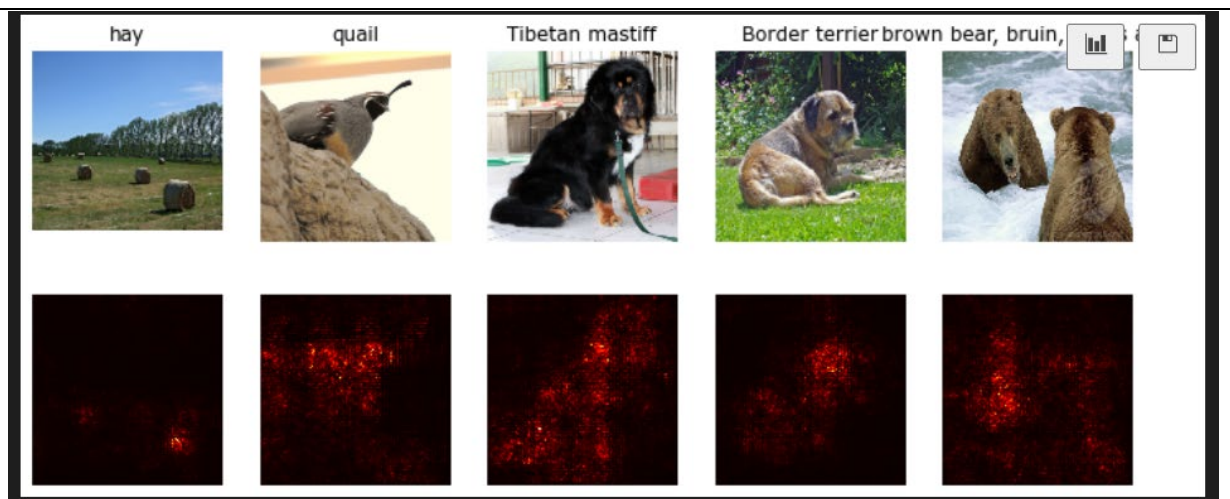 hay
quail
Tibetan mastiff
Border terrier
brown bear, bruin,